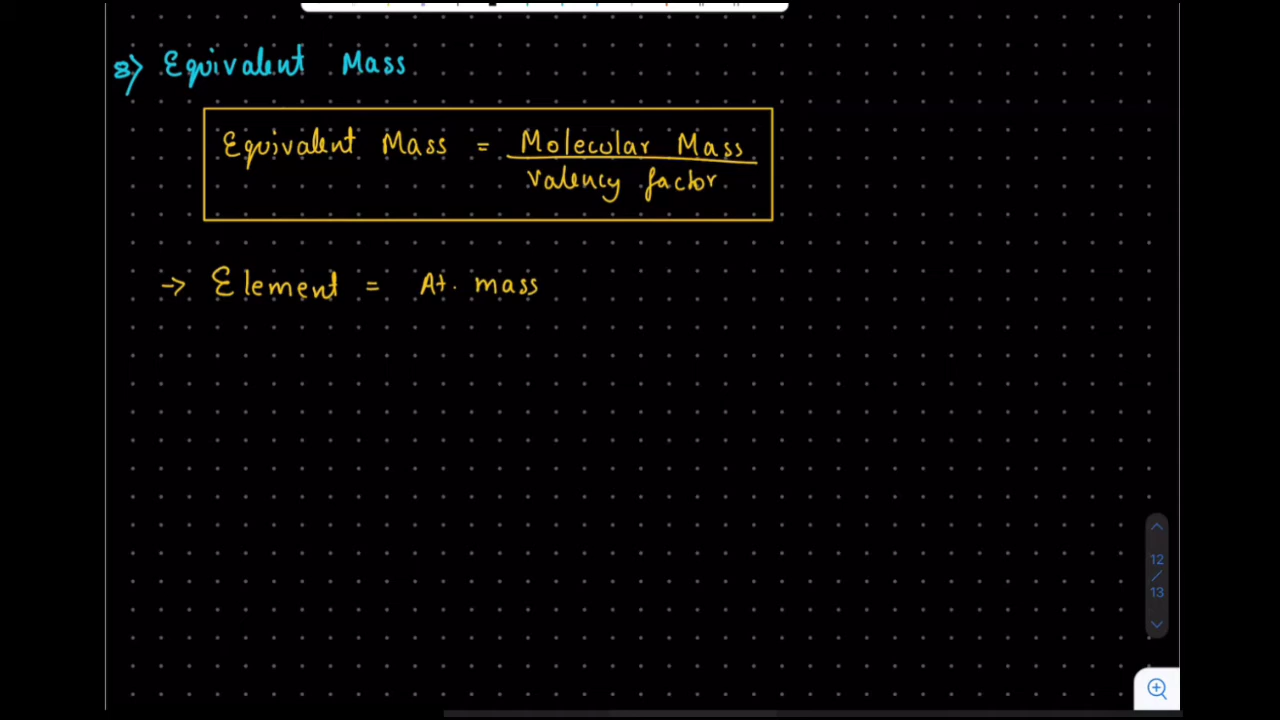 8) Equivalent Mass
Equivalent Mass = Molecular Mass
Valency factor
→ Element = At. mass
12
/
13